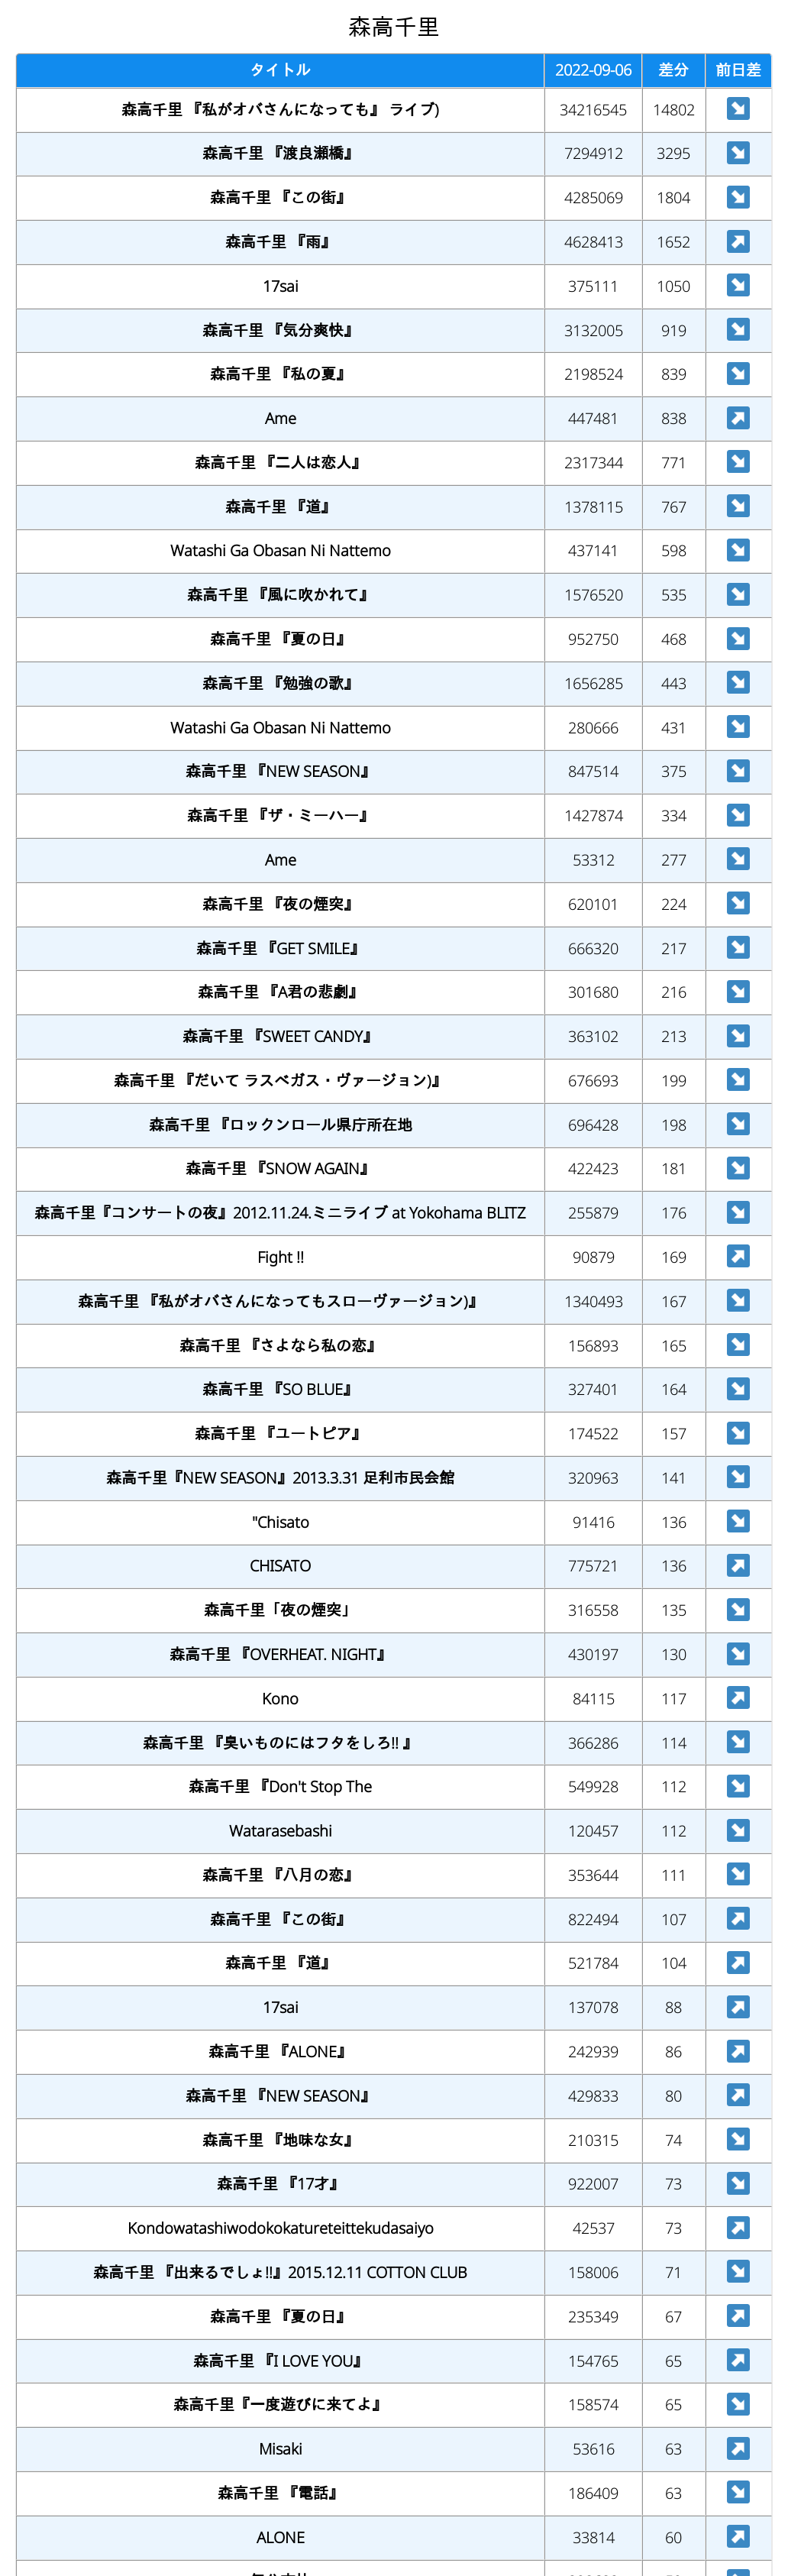 森高千里
タイトル 2022-09-06 差分 前日差
森高千里 『私がオバさんになっても』 ライブ) 34216545 14802
森高千里 『渡良瀬橋』 7294912 3295
森高千里 『この街』 4285069 1804
森高千里 『雨』 4628413 1652
17sai 375111 1050
森高千里 『気分爽快』 3132005 919
森高千里 『私の夏』 2198524 839
Ame 447481 838
森高千里 『二人は恋人』 2317344 771
森高千里 『道』 1378115 767
Watashi Ga Obasan Ni Nattemo 437141 598
森高千里 『風に吹かれて』 1576520 535
森高千里 『夏の日』 952750 468
森高千里 『勉強の歌』 1656285 443
Watashi Ga Obasan Ni Nattemo 280666 431
森高千里 『NEW SEASON』 847514 375
森高千里 『ザ・ミーハー』 1427874 334
Ame 53312 277
森高千里 『夜の煙突』 620101 224
森高千里 『GET SMILE』 666320 217
森高千里 『A君の悲劇』 301680 216
森高千里 『SWEET CANDY』 363102 213
森高千里 『だいて ラスベガス・ヴァージョン)』 676693 199
森高千里 『ロックンロール県庁所在地 696428 198
森高千里 『SNOW AGAIN』 422423 181
森高千里『コンサートの夜』2012.11.24.ミニライブ at Yokohama BLITZ 255879 176
Fight !! 90879 169
森高千里 『私がオバさんになってもスローヴァージョン)』 1340493 167
森高千里 『さよなら私の恋』 156893 165
森高千里 『SO BLUE』 327401 164
森高千里 『ユートピア』 174522 157
森高千里『NEW SEASON』2013.3.31 足利市民会館 320963 141
"Chisato 91416 136
CHISATO 775721 136
森高千里「夜の煙突」 316558 135
森高千里 『OVERHEAT. NIGHT』 430197 130
Kono 84115 117
森高千里 『臭いものにはフタをしろ!! 』 366286 114
森高千里 『Don't Stop The 549928 112
Watarasebashi 120457 112
森高千里 『八月の恋』 353644 111
森高千里 『この街』 822494 107
森高千里 『道』 521784 104
17sai 137078 88
森高千里 『ALONE』 242939 86
森高千里 『NEW SEASON』 429833 80
森高千里 『地味な女』 210315 74
森高千里 『17才』 922007 73
Kondowatashiwodokokatureteittekudasaiyo 42537 73
森高千里 『出来るでしょ!!』2015.12.11 COTTON CLUB 158006 71
森高千里 『夏の日』 235349 67
森高千里 『I LOVE YOU』 154765 65
森高千里『一度遊びに来てよ』 158574 65
Misaki 53616 63
森高千里 『電話』 186409 63
ALONE 33814 60